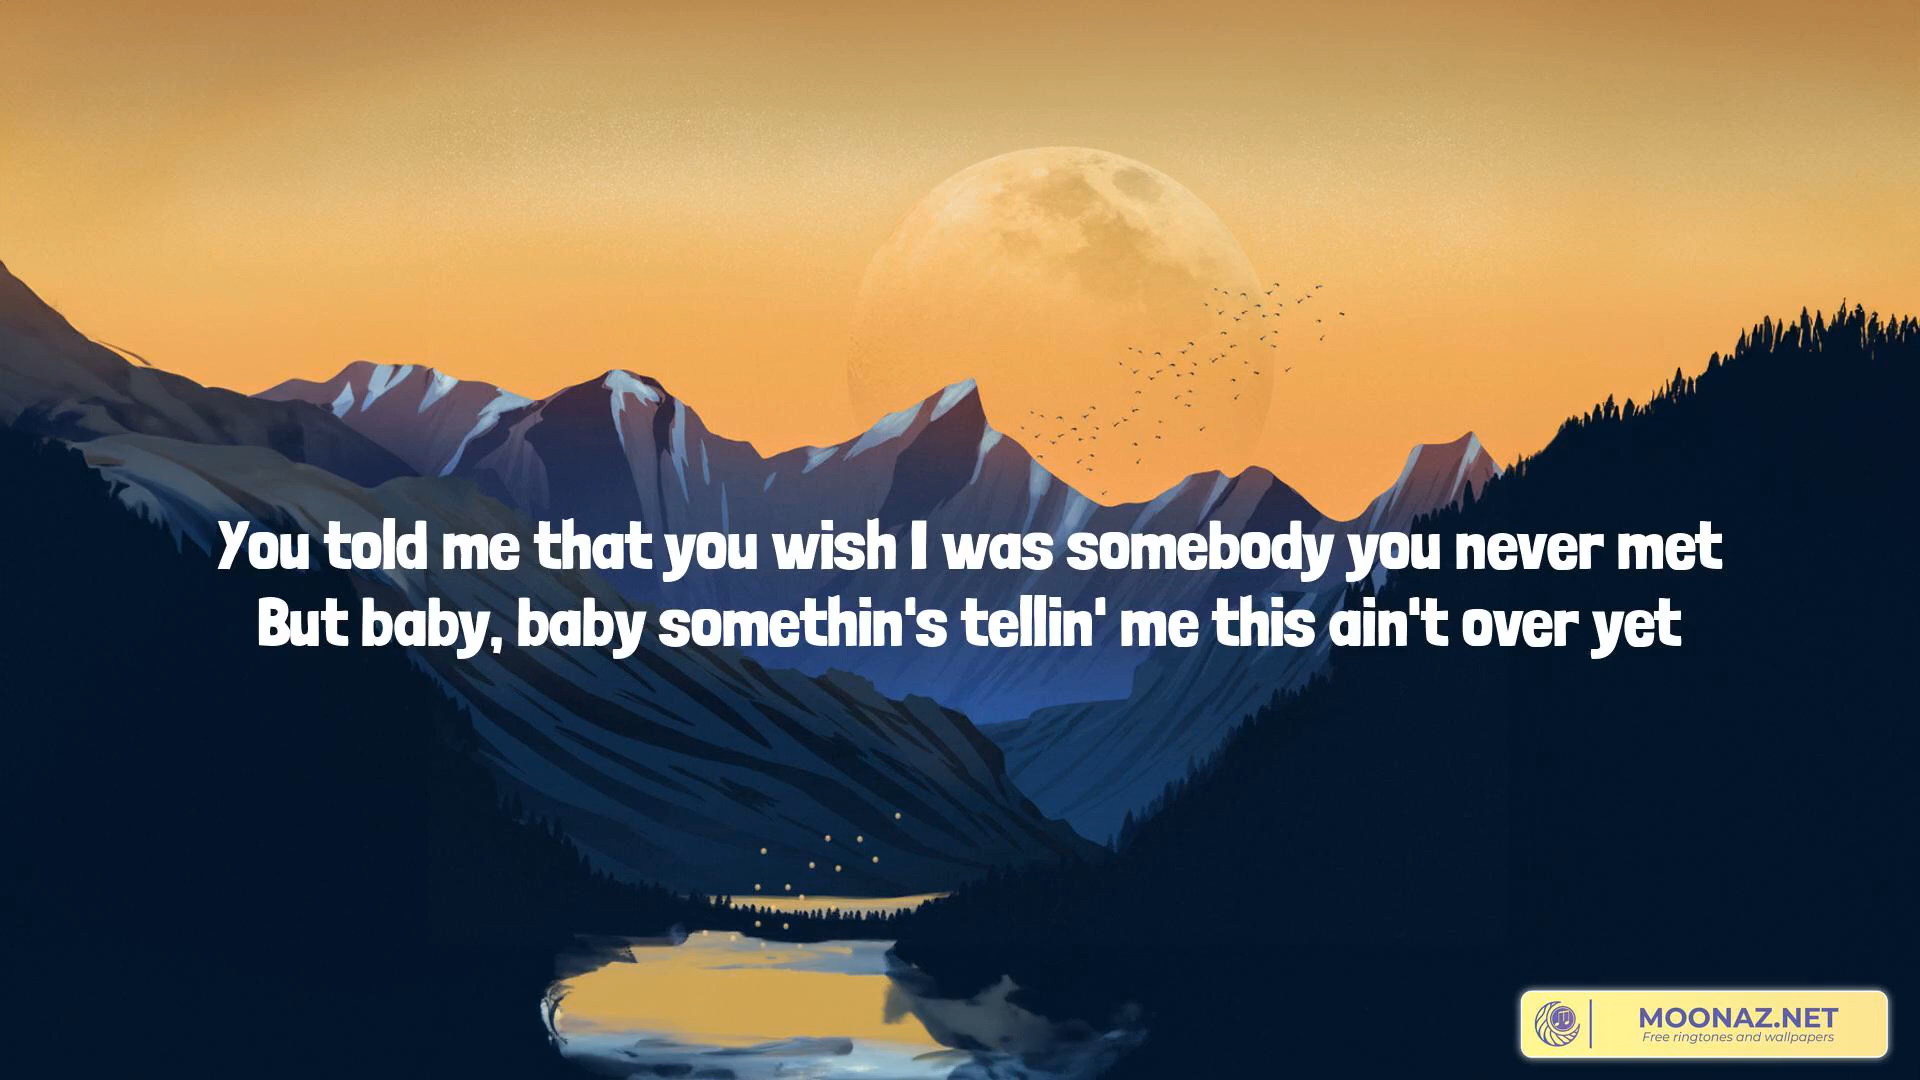 You told me that you wish I was somebody you never met
But baby, baby somethin's tellin' me this ain't over yet
MOONAZ.NET
Free ringtones and wallpapers